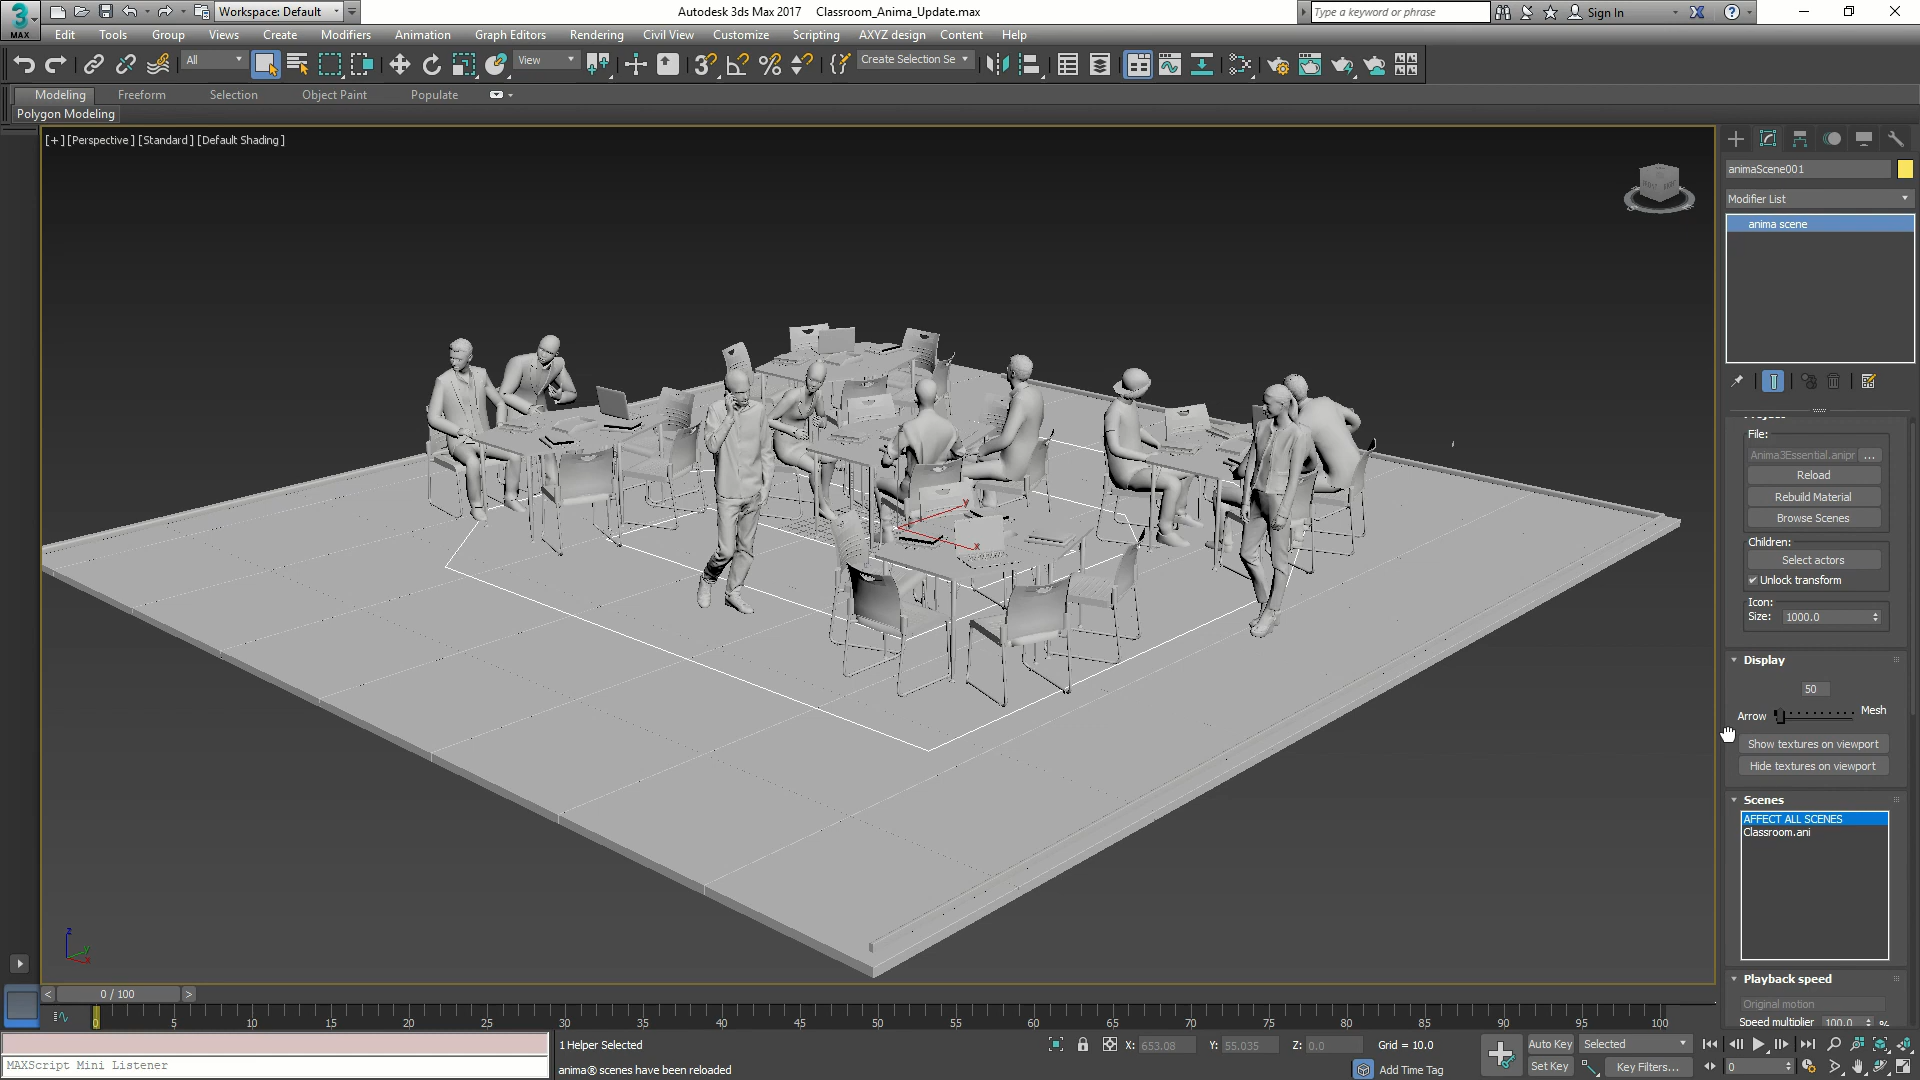 Workspace: Default
Autodesk 3ds Max 2017    Classroom_Anima_Update.max
Type a keyword or phrase
Sign In
MAX
Edit
Tools
Group
Views
Create
Modifiers
Animation
Graph Editors
Rendering
Civil View
Customize
Scripting
AXYZ design
Content
Help
All
View
Create Selection Se
Modeling
Freeform
Selection
Object Paint
Populate
Polygon Modeling
[+] [Perspective] [Standard] [Default Shading]
animaScene001
Modifier List
anima scene
File:
Anima3Essential.anipr
...
Reload
Rebuild Material
Browse Scenes
Children:
Select actors
Unlock transform
Icon:
Size: 1000.0
Display
50
Arrow
Mesh
Show textures on viewport
Hide textures on viewport
Scenes
AFFECT ALL SCENES
Classroom.ani
Playback speed
Original motion
Speed multiplier 100.0 %
y
x
z
y
x
< 0 / 100 >
0 5 10 15 20 25 30 35 40 45 50 55 60 65 70 75 80 85 90 95 100
MAXScript Mini Listener
1 Helper Selected
anima® scenes have been reloaded
X: 653.08
Y: 55.035
Z: 0.0
Grid = 10.0
Add Time Tag
Auto Key
Selected
Set Key
Key Filters...
0